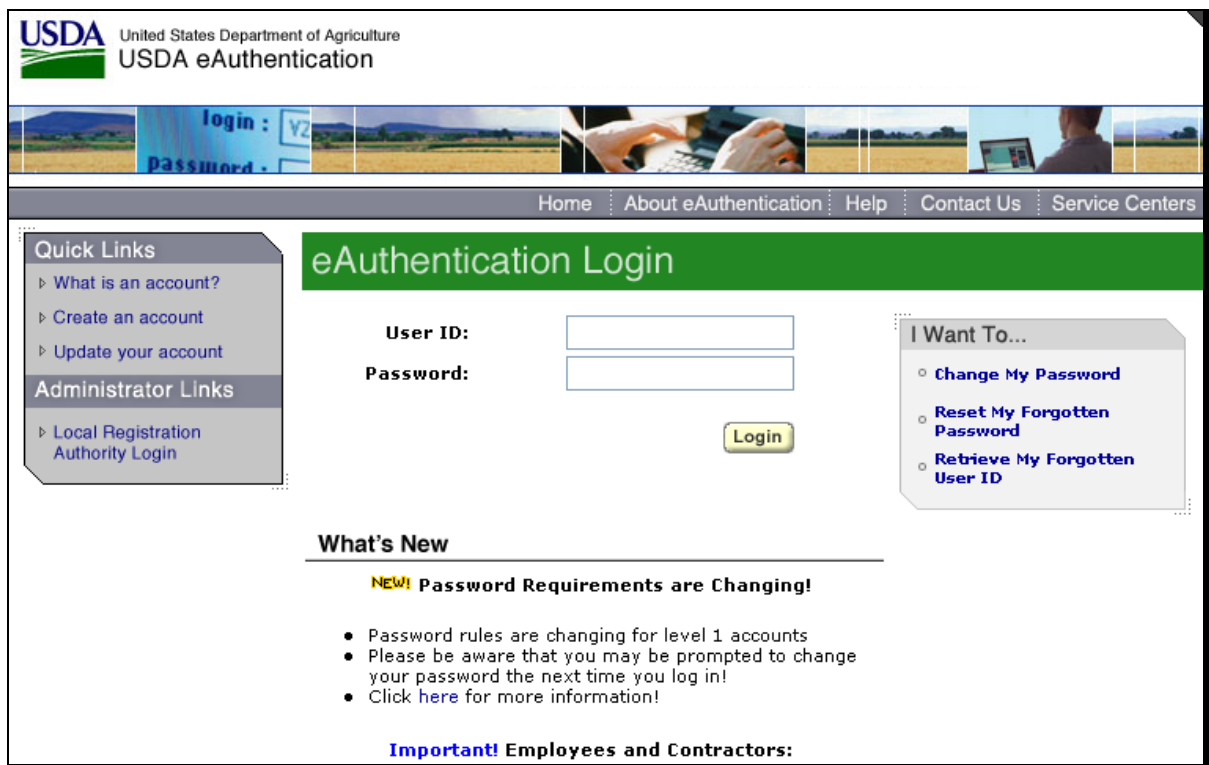 USDA
United States Department of Agriculture
USDA eAuthentication
login :
YZ
password :
Home
About eAuthentication
Help
Contact Us
Service Centers
Quick Links
What is an account?
Create an account
Update your account
Administrator Links
Local Registration
Authority Login
eAuthentication Login
User ID:
Password:
Login
I Want To...
Change My Password
Reset My Forgotten
Password
Retrieve My Forgotten
User ID
What's New
NEW! Password Requirements are Changing!
Password rules are changing for level 1 accounts
Please be aware that you may be prompted to change
your password the next time you log in!
Click here for more information!
Important! Employees and Contractors: